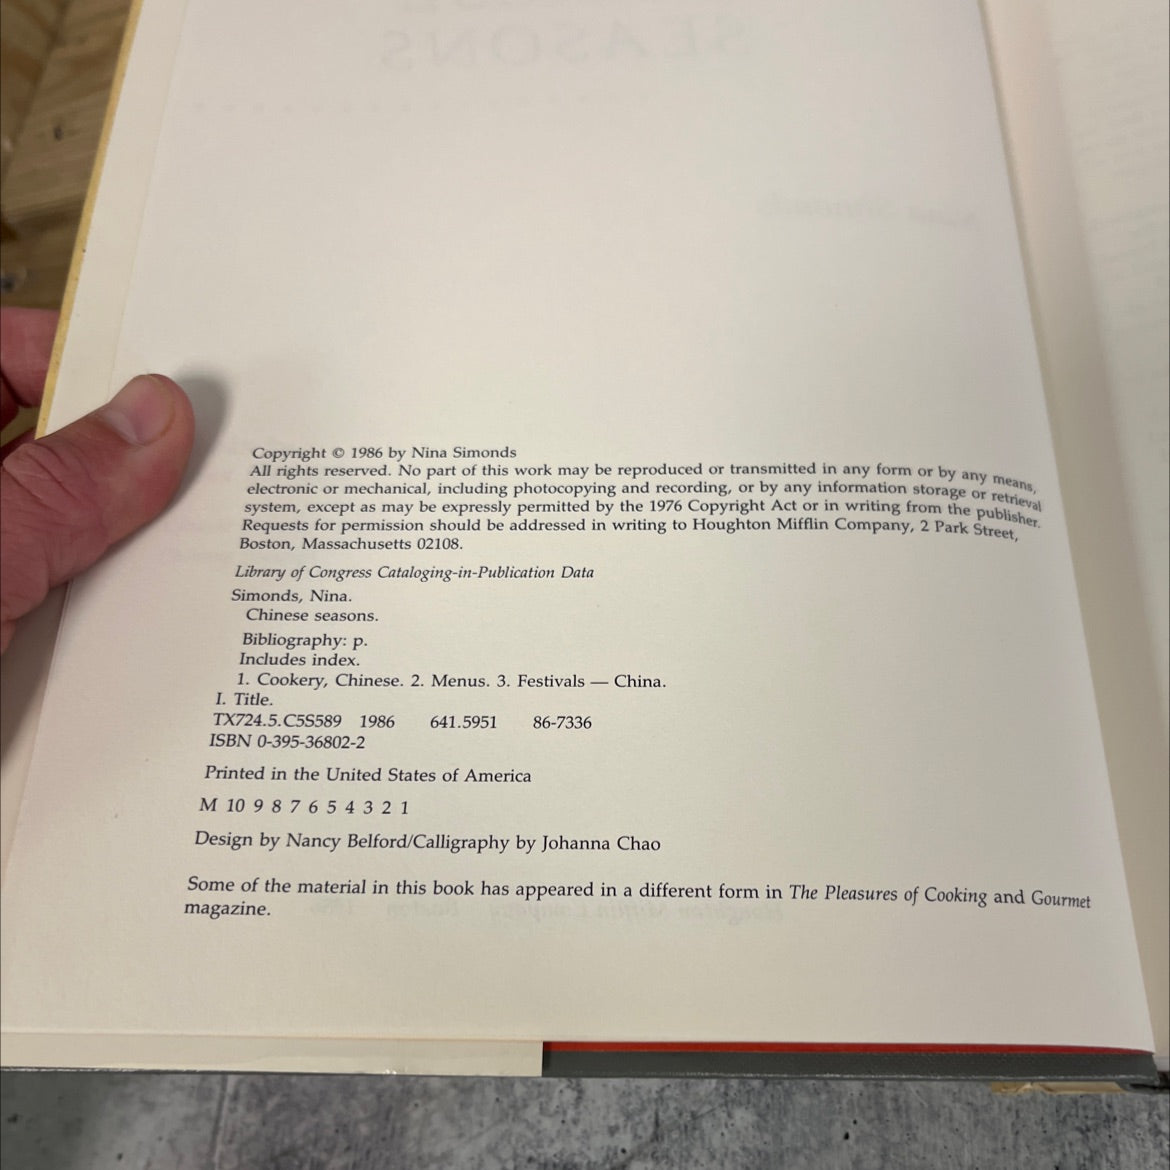 Copyright © 1986 by Nina Simonds
All rights reserved. No part of this work may be reproduced or transmitted in any form or by any means,
electronic or mechanical, including photocopying and recording, or by any information storage or retrieval
system, except as may be expressly permitted by the 1976 Copyright Act or in writing from the publisher.
Requests for permission should be addressed in writing to Houghton Mifflin Company, 2 Park Street,
Boston, Massachusetts 02108.
Library of Congress Cataloging-in-Publication Data
Simonds, Nina.
Chinese seasons.
Bibliography: p.
Includes index.
1. Cookery, Chinese. 2. Menus. 3. Festivals — China.
I. Title.
TX724.5.C5S589 1986 641.5951 86-7336
ISBN 0-395-36802-2
Printed in the United States of America
M 10 9 8 7 6 5 4 3 2 1
Design by Nancy Belford/Calligraphy by Johanna Chao
Some of the material in this book has appeared in a different form in The Pleasures of Cooking and Gourmet
magazine.